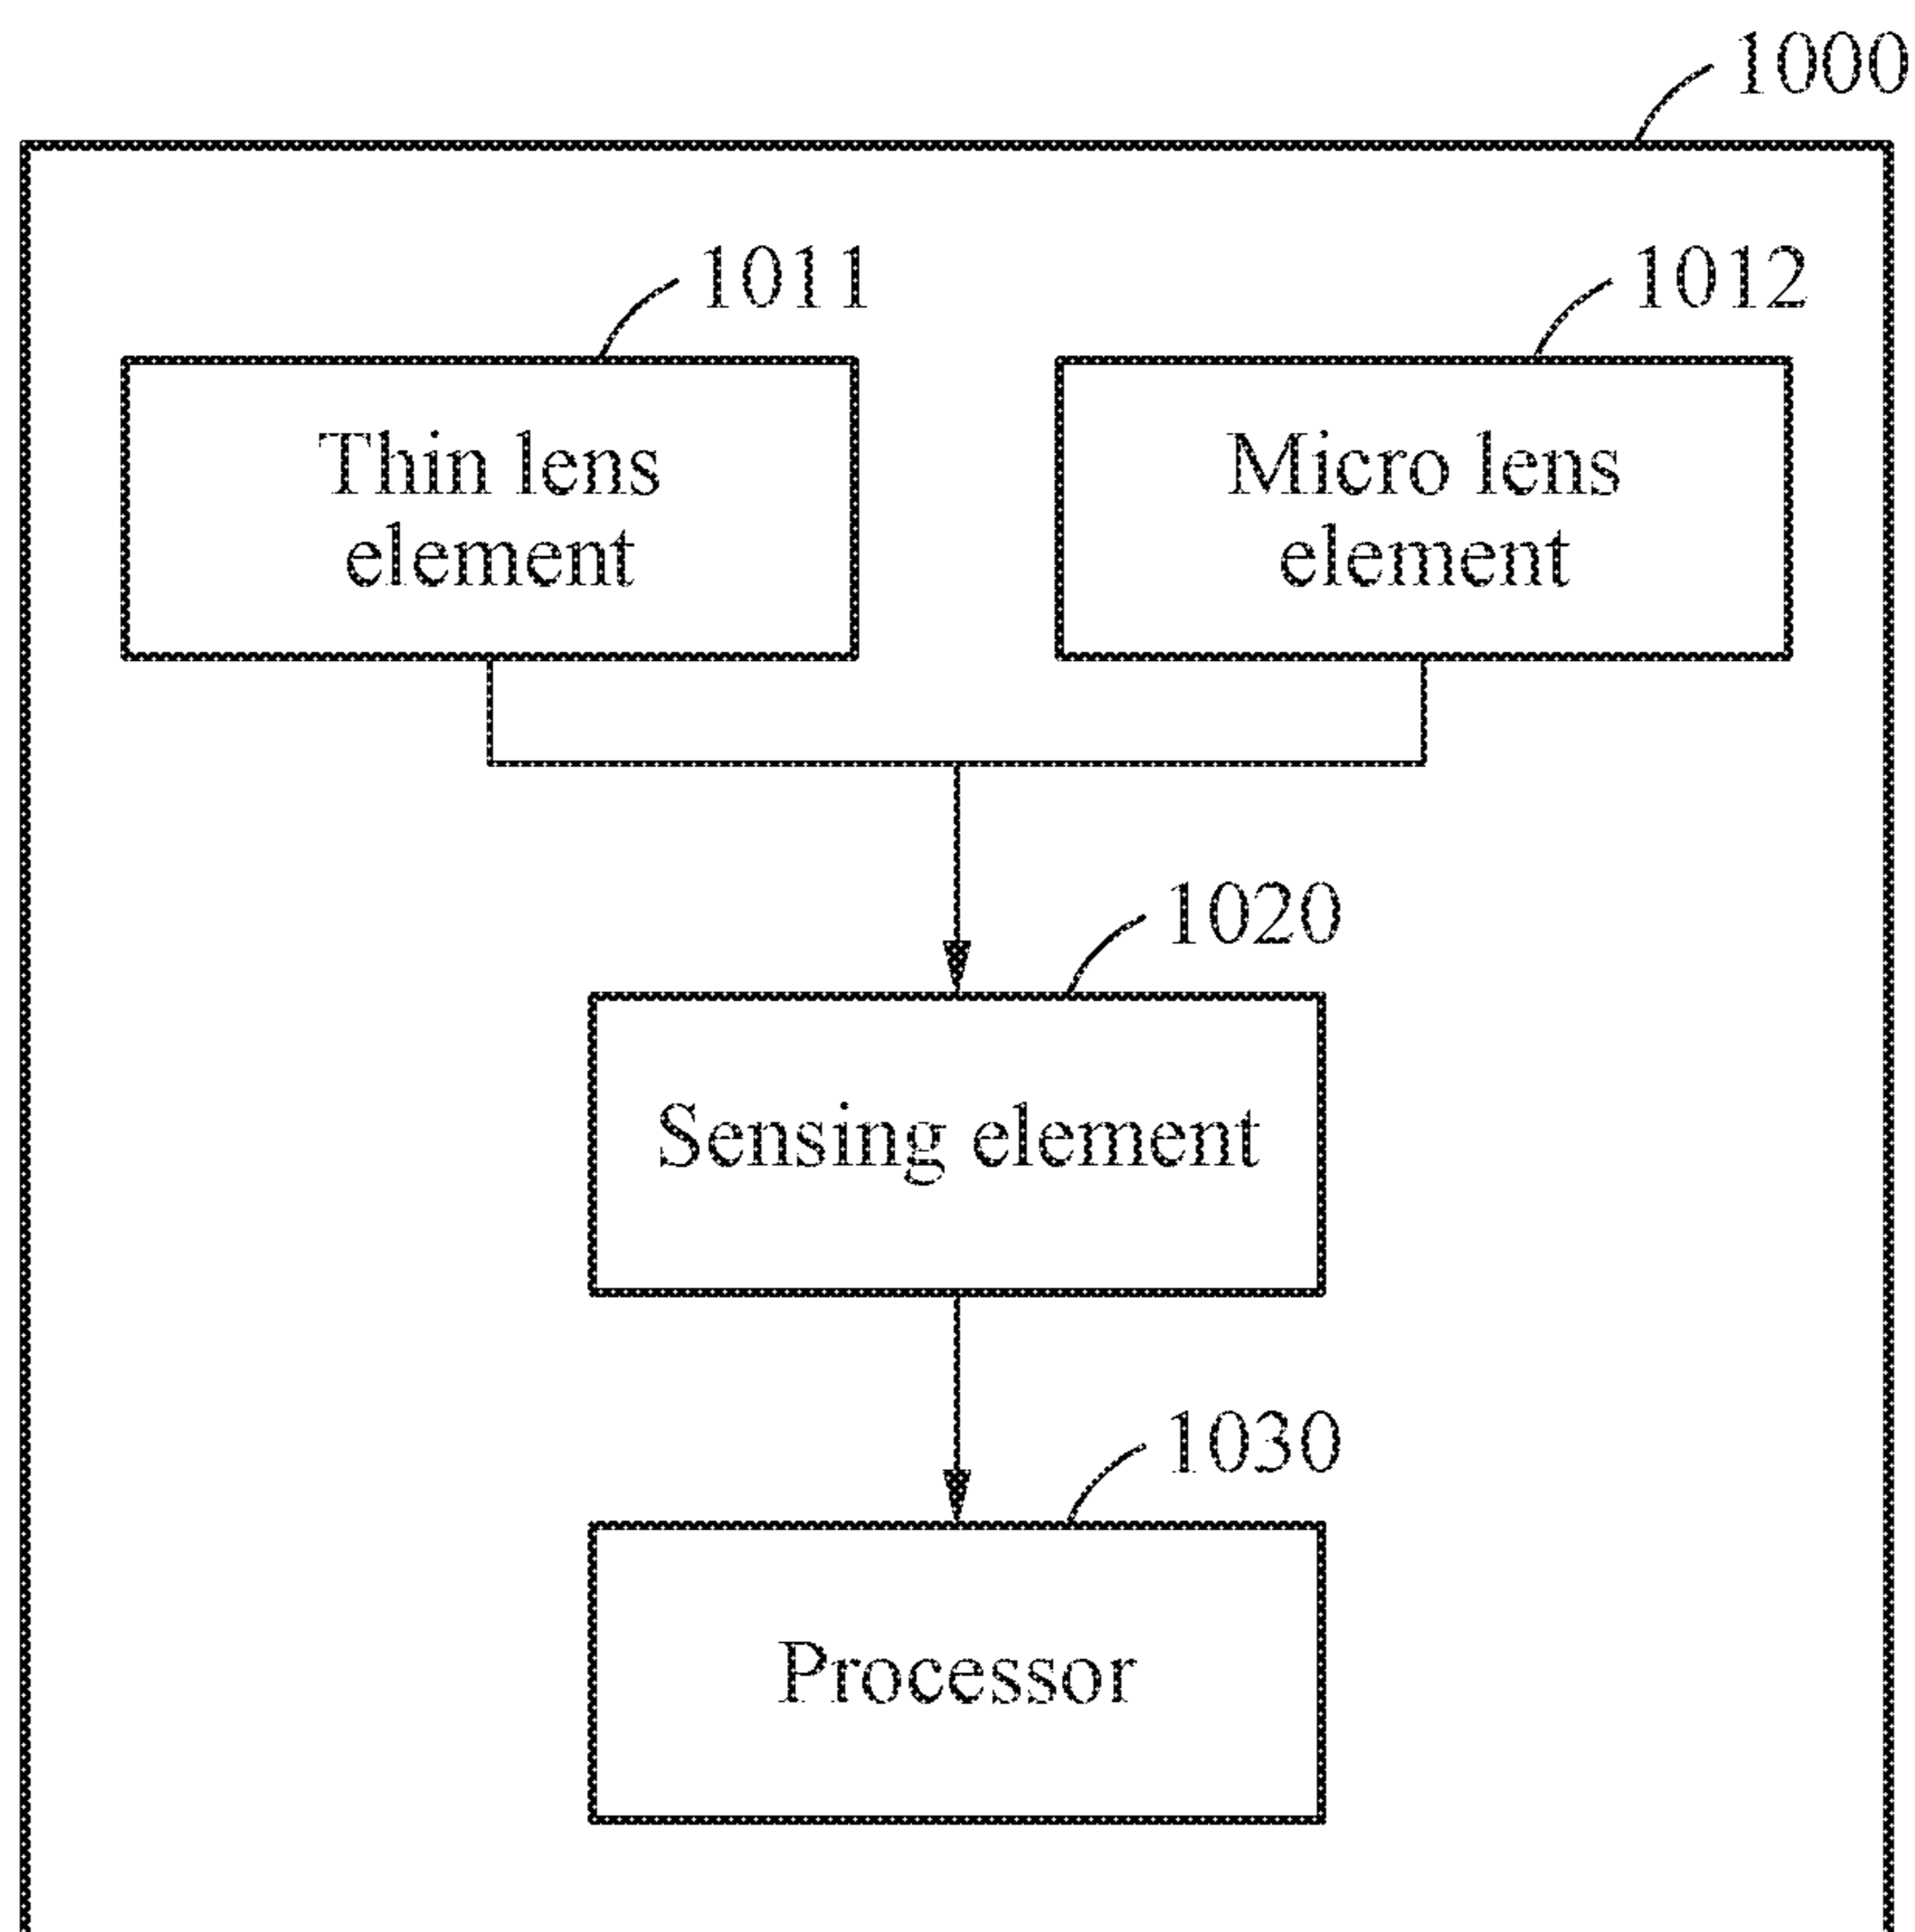 1000
1011
1012
Thin lens
element
Micro lens
element
1020
Sensing element
1030
Processor